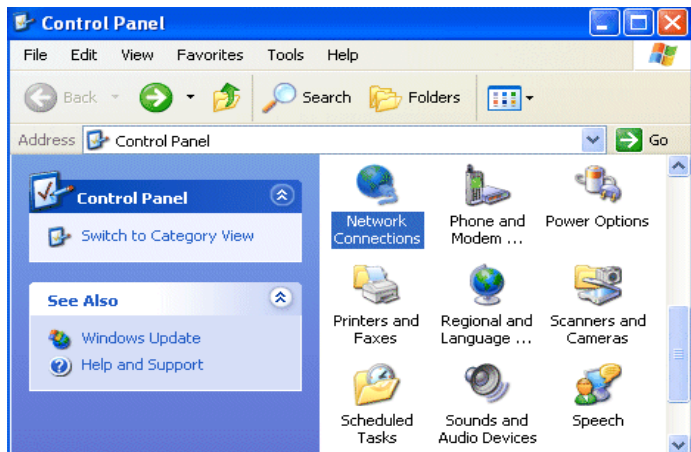 Control Panel
File Edit View Favorites Tools Help
Back Search Folders
Address Control Panel Go
Control Panel
Switch to Category View
See Also
Windows Update
Help and Support
Network Connections
Phone and Modem ...
Power Options
Printers and Faxes
Regional and Language ...
Scanners and Cameras
Scheduled Tasks
Sounds and Audio Devices
Speech